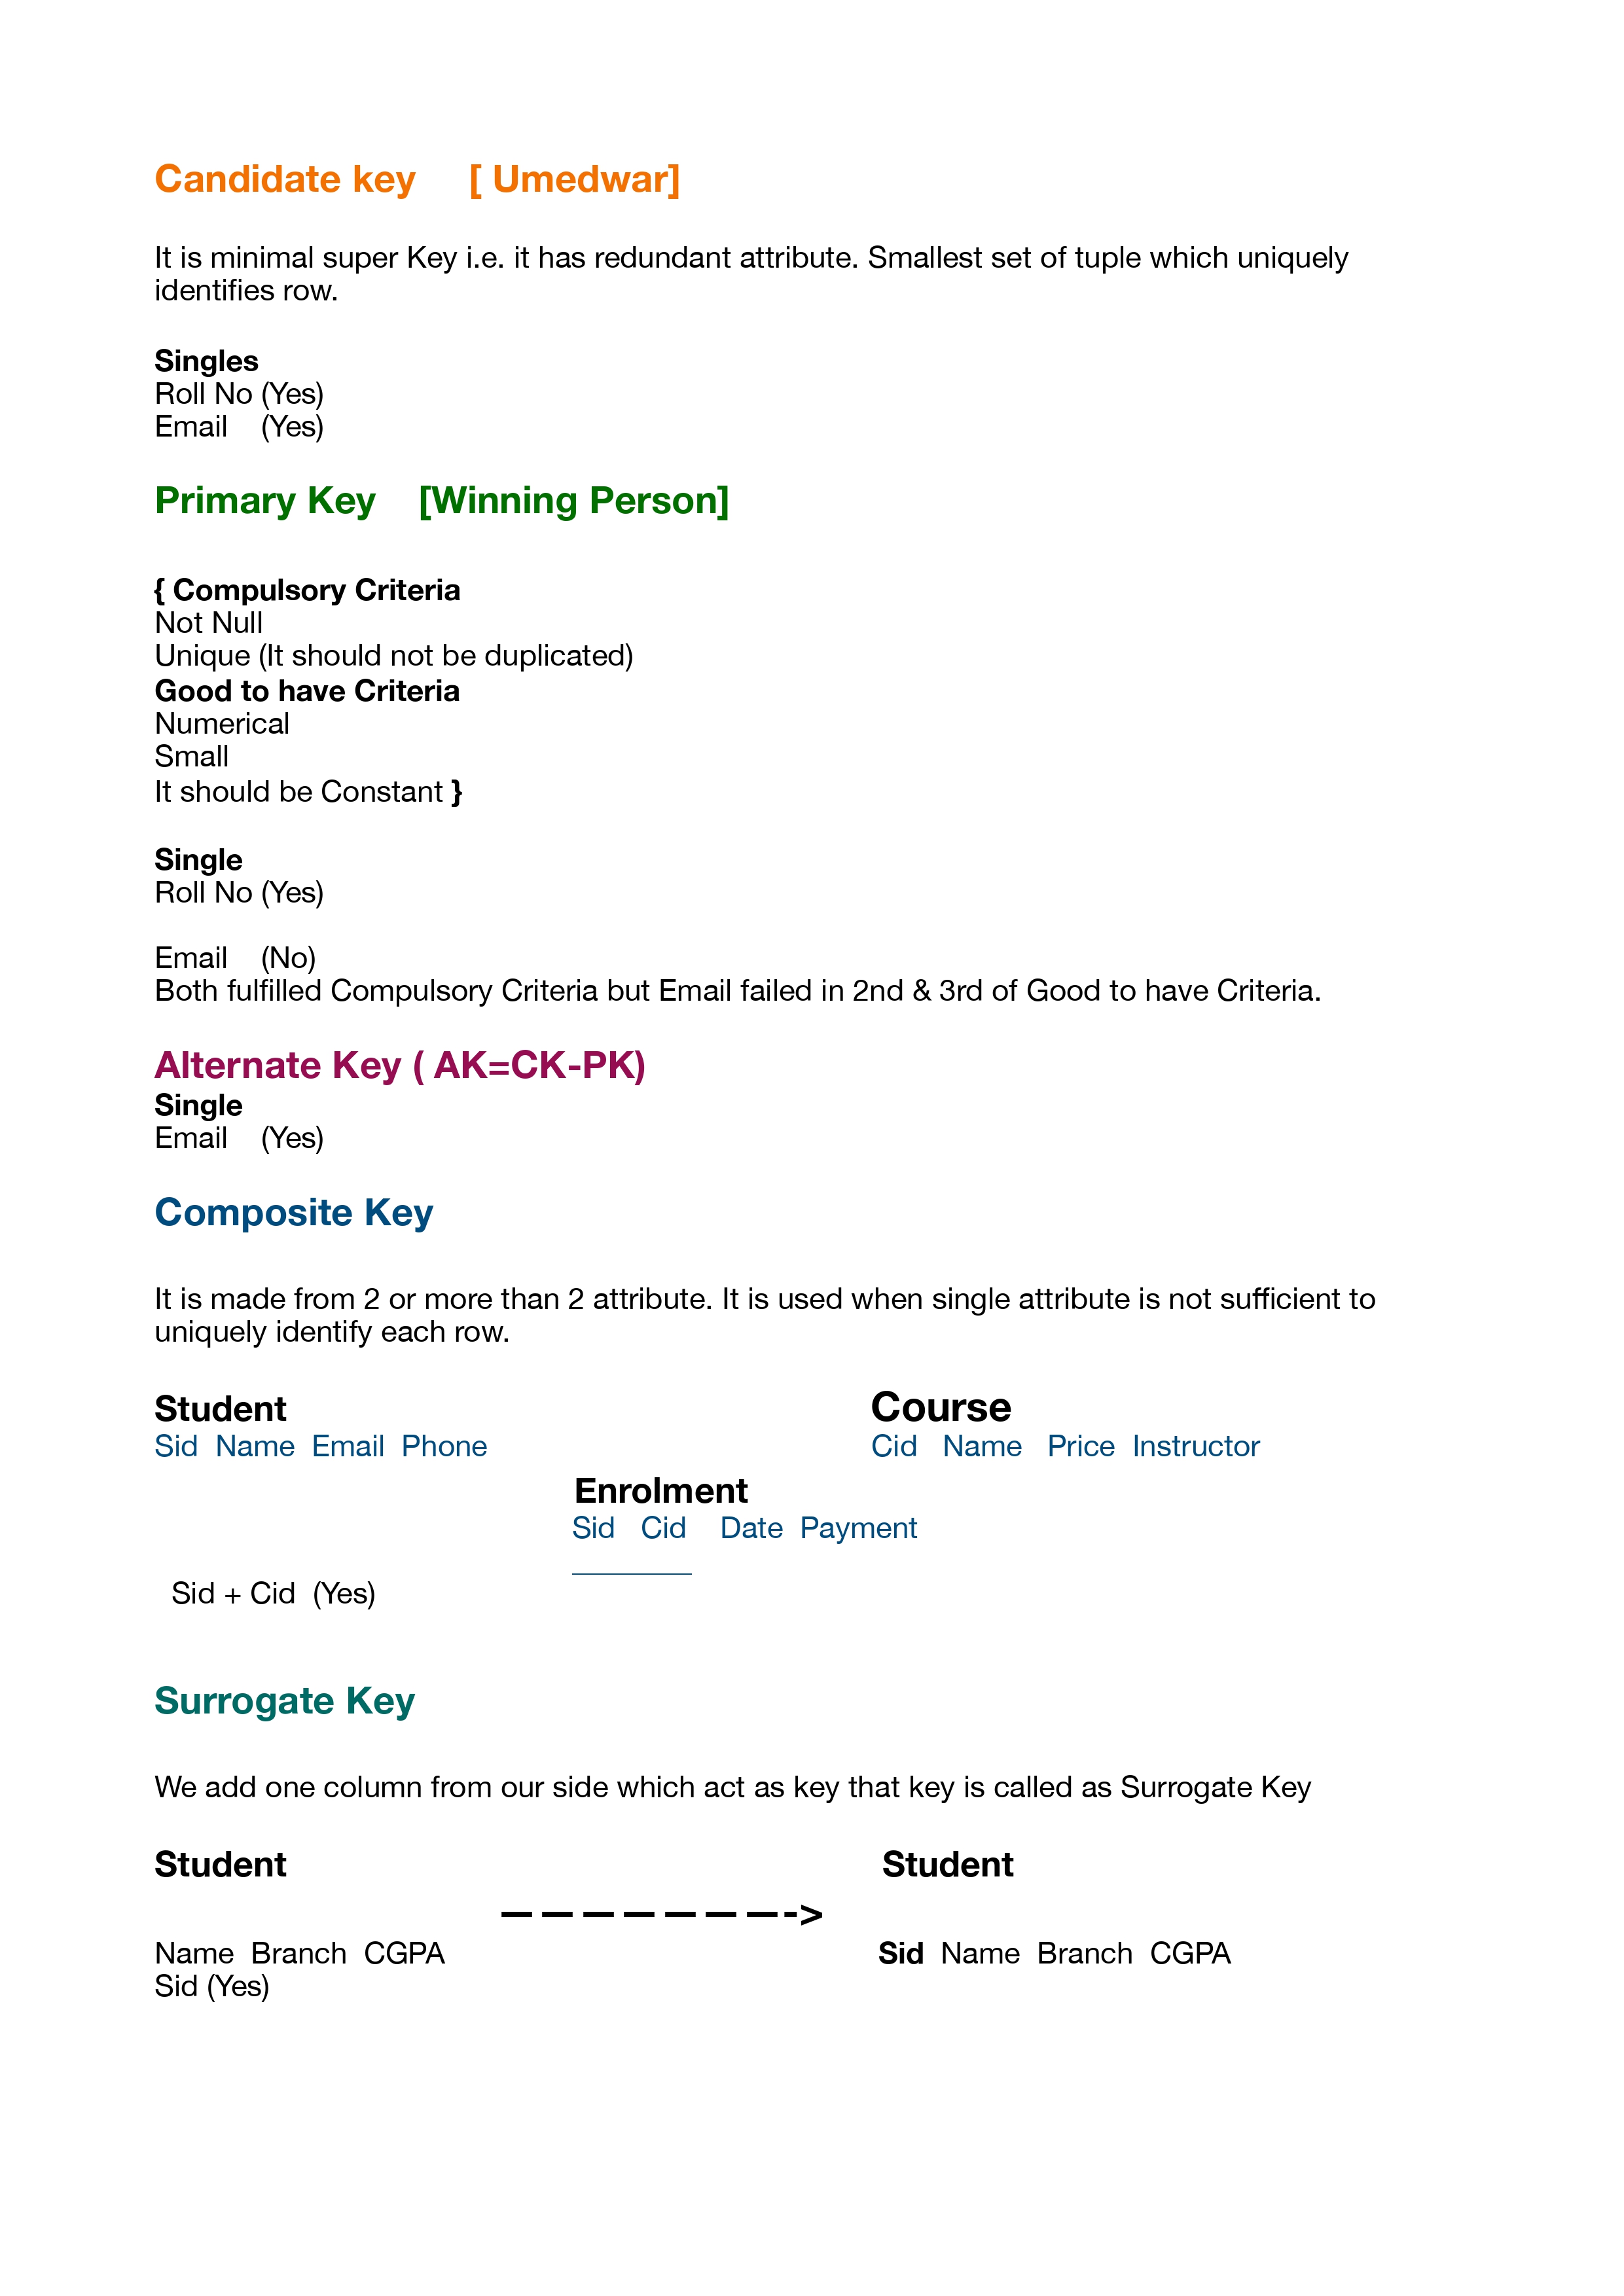 Candidate key [ Umedwar]
It is minimal super Key i.e. it has redundant attribute. Smallest set of tuple which uniquely
identifies row.
Singles
Roll No (Yes)
Email (Yes)
Primary Key [Winning Person]
{ Compulsory Criteria
Not Null
Unique (It should not be duplicated)
Good to have Criteria
Numerical
Small
It should be Constant }
Single
Roll No (Yes)
Email (No)
Both fulfilled Compulsory Criteria but Email failed in 2nd & 3rd of Good to have Criteria.
Alternate Key ( AK=CK-PK)
Single
Email (Yes)
Composite Key
It is made from 2 or more than 2 attribute. It is used when single attribute is not sufficient to
uniquely identify each row.
Student Course
Sid Name Email Phone Cid Name Price Instructor
Enrolment
Sid Cid Date Payment
Sid + Cid (Yes)
Surrogate Key
We add one column from our side which act as key that key is called as Surrogate Key
Student Student
— — — — — — —->
Name Branch CGPA Sid Name Branch CGPA
Sid (Yes)